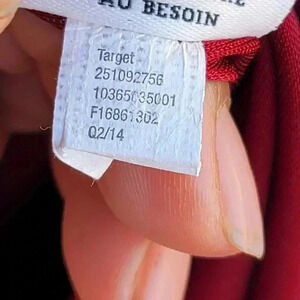 AU BESOIN
Target
251092756
10365035001
F16861302
Q2/14